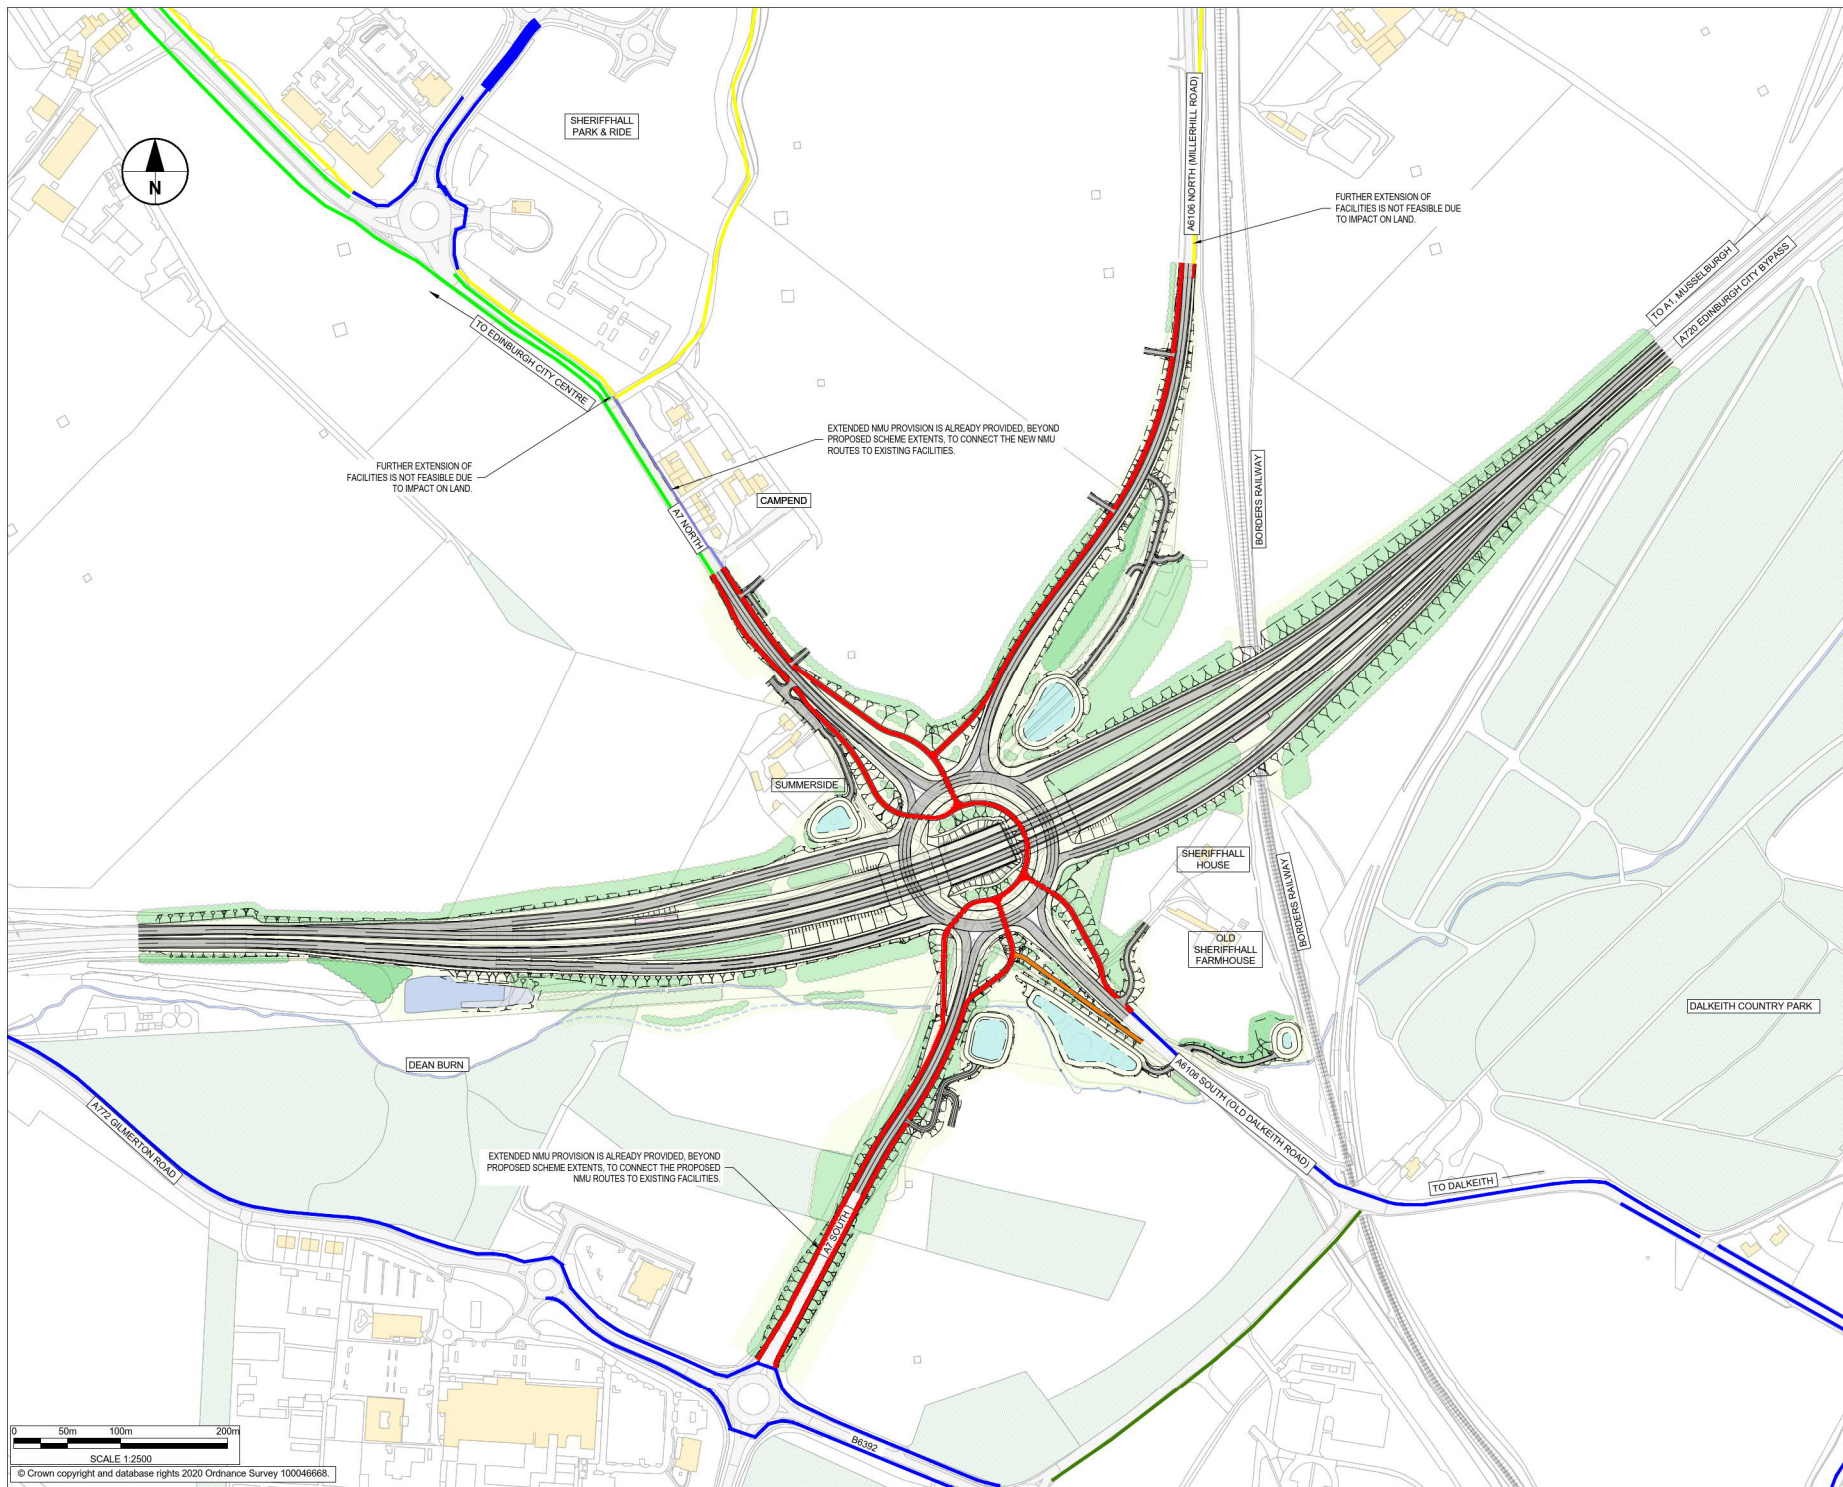 SHERIFFHALL
PARK & RIDE
A6106 NORTH (MILLERHILL ROAD)
N
FURTHER EXTENSION OF
FACILITIES IS NOT FEASIBLE DUE
TO IMPACT ON LAND.
TO A1, MUSSELBURGH
A720 EDINBURGH CITY BYPASS
TO EDINBURGH CITY CENTRE
EXTENDED NMU PROVISION IS ALREADY PROVIDED, BEYOND
PROPOSED SCHEME EXTENTS, TO CONNECT THE NEW NMU
ROUTES TO EXISTING FACILITIES.
FURTHER EXTENSION OF
FACILITIES IS NOT FEASIBLE DUE
TO IMPACT ON LAND.
CAMPEND
A7 NORTH
BORDERS RAILWAY
SUMMERSIDE
SHERIFFHALL
HOUSE
BORDERS RAILWAY
OLD
SHERIFFHALL
FARMHOUSE
DALKEITH COUNTRY PARK
DEAN BURN
A6106 SOUTH (OLD DALKEITH ROAD)
A772 GILMERTON ROAD
EXTENDED NMU PROVISION IS ALREADY PROVIDED, BEYOND
PROPOSED SCHEME EXTENTS, TO CONNECT THE PROPOSED
NMU ROUTES TO EXISTING FACILITIES.
TO DALKEITH
A7 SOUTH
B6392
0 50m 100m 200m
SCALE 1:2500
© Crown copyright and database rights 2020 Ordnance Survey 100046668.